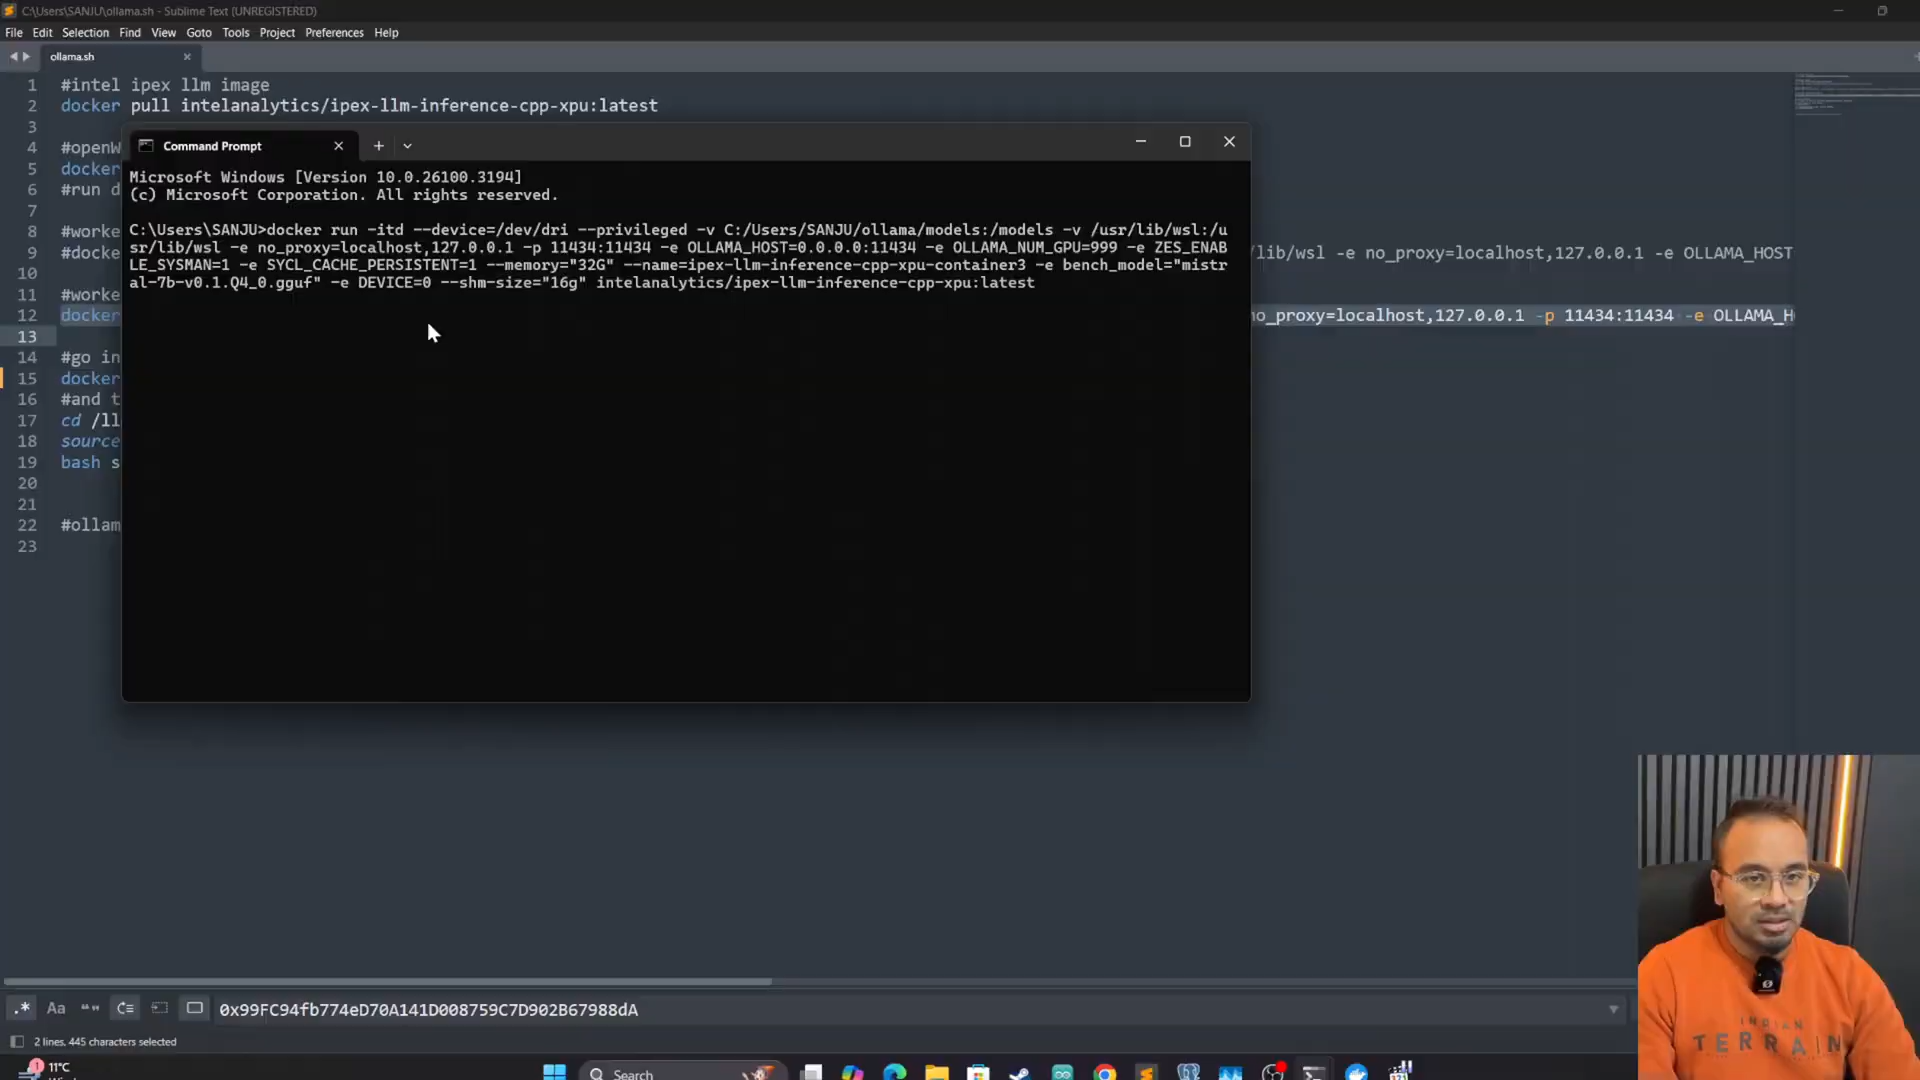 C:\Users\SANJU\ollama.sh - Sublime Text (UNREGISTERED)
File Edit Selection Find View Goto Tools Project Preferences Help
ollama.sh
1 #intel ipex llm image
2 docker pull intelanalytics/ipex-llm-inference-cpp-xpu:latest
3
4 #openW
5 docker
6 #run d
7
8 #worke
9 #docke /lib/wsl -e no_proxy=localhost,127.0.0.1 -e OLLAMA_HOST
10
11 #worke
12 docker no_proxy=localhost,127.0.0.1 -p 11434:11434 -e OLLAMA_H
13
14 #go in
15 docker
16 #and t
17 cd /ll
18 source
19 bash s
20
21
22 #ollam
23
Command Prompt
Microsoft Windows [Version 10.0.26100.3194]
(c) Microsoft Corporation. All rights reserved.
C:\Users\SANJU>docker run -itd --device=/dev/dri --privileged -v C:/Users/SANJU/ollama/models:/models -v /usr/lib/wsl:/u
sr/lib/wsl -e no_proxy=localhost,127.0.0.1 -p 11434:11434 -e OLLAMA_HOST=0.0.0.0:11434 -e OLLAMA_NUM_GPU=999 -e ZES_ENAB
LE_SYSMAN=1 -e SYCL_CACHE_PERSISTENT=1 --memory="32G" --name=ipex-llm-inference-cpp-xpu-container3 -e bench_model="mistr
al-7b-v0.1.Q4_0.gguf" -e DEVICE=0 --shm-size="16g" intelanalytics/ipex-llm-inference-cpp-xpu:latest
.* Aa “” 0x99FC94fb774eD70A141D008759C7D902B67988dA
2 lines, 445 characters selected
1 11°C
Search
INDIAN
TERRAIN